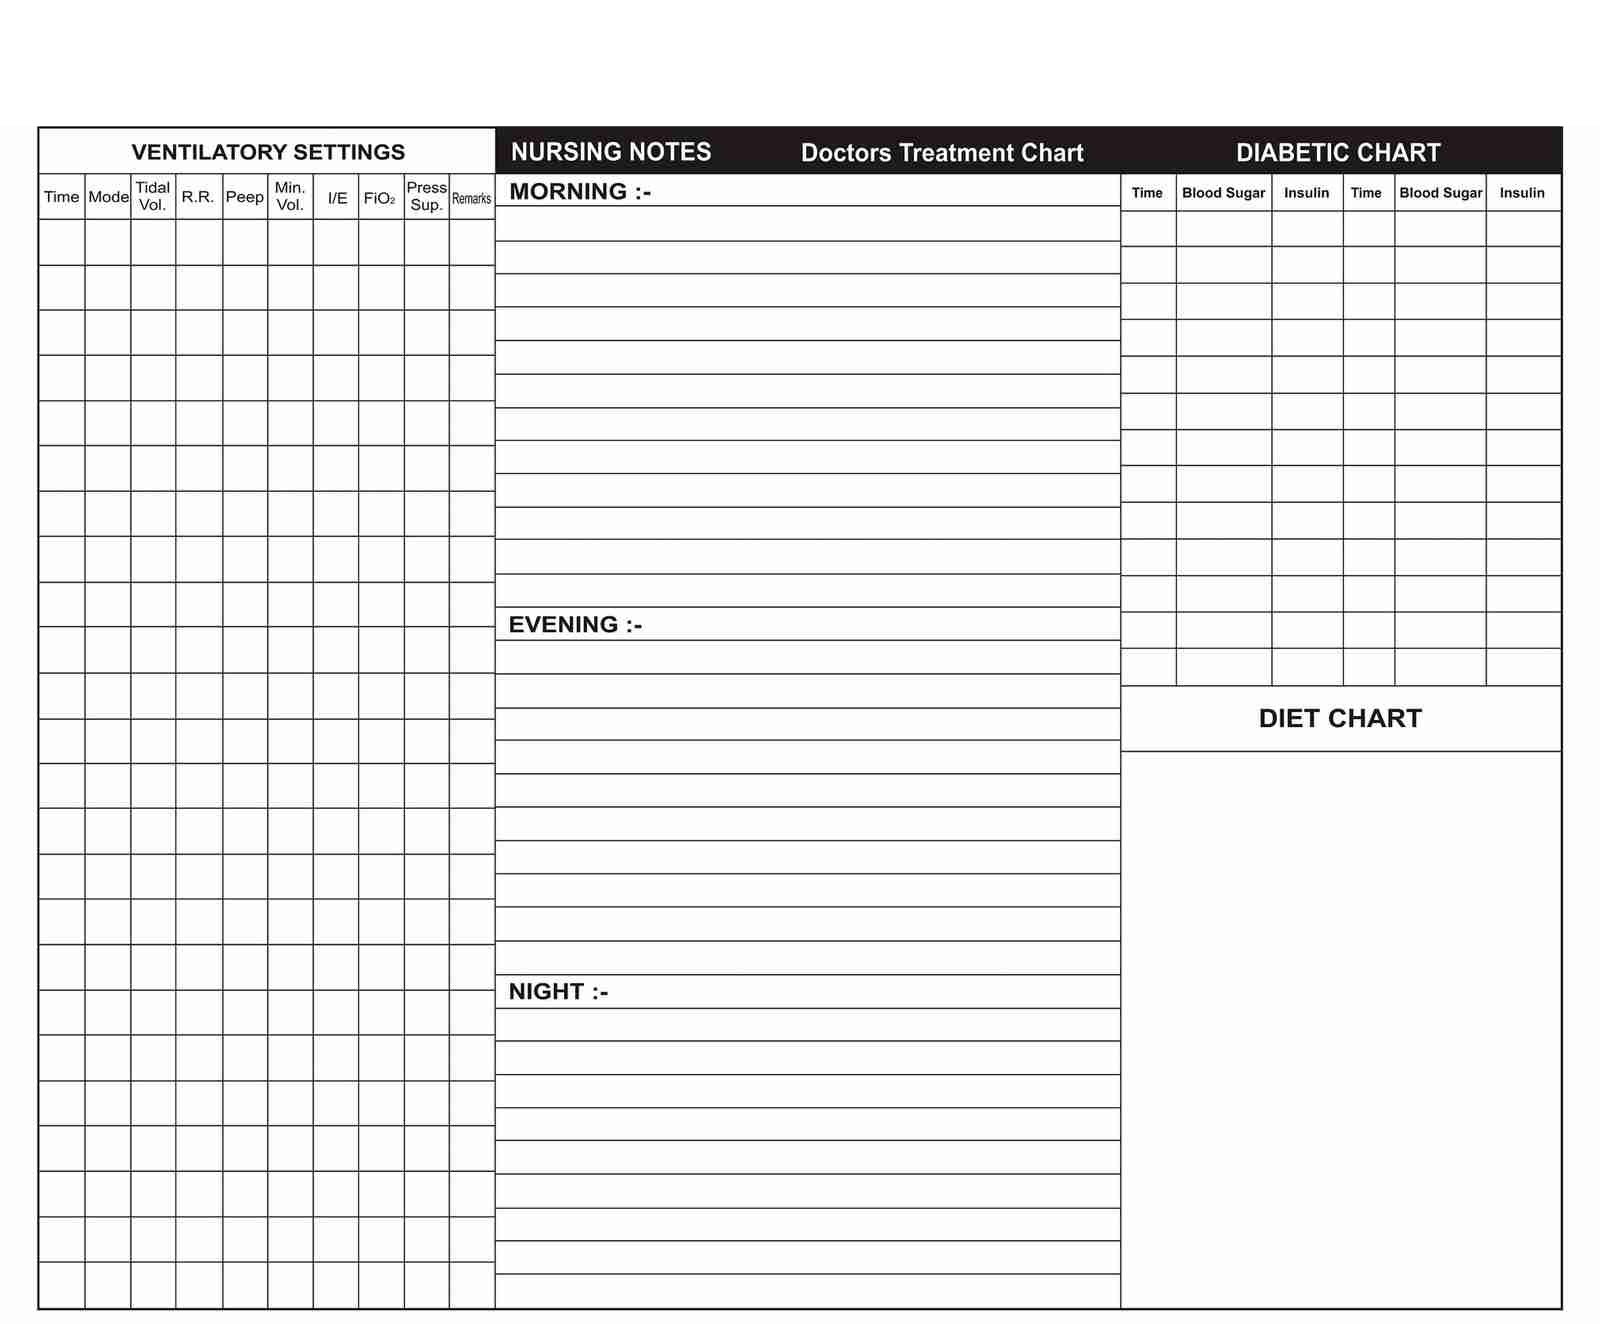 VENTILATORY SETTINGS
NURSING NOTES Doctors Treatment Chart
DIABETIC CHART
Time Mode Tidal Vol. R.R. Peep Min. Vol. I/E FiO₂ Press Sup. Remarks
MORNING :-
Time Blood Sugar Insulin Time Blood Sugar Insulin
EVENING :-
DIET CHART
NIGHT :-